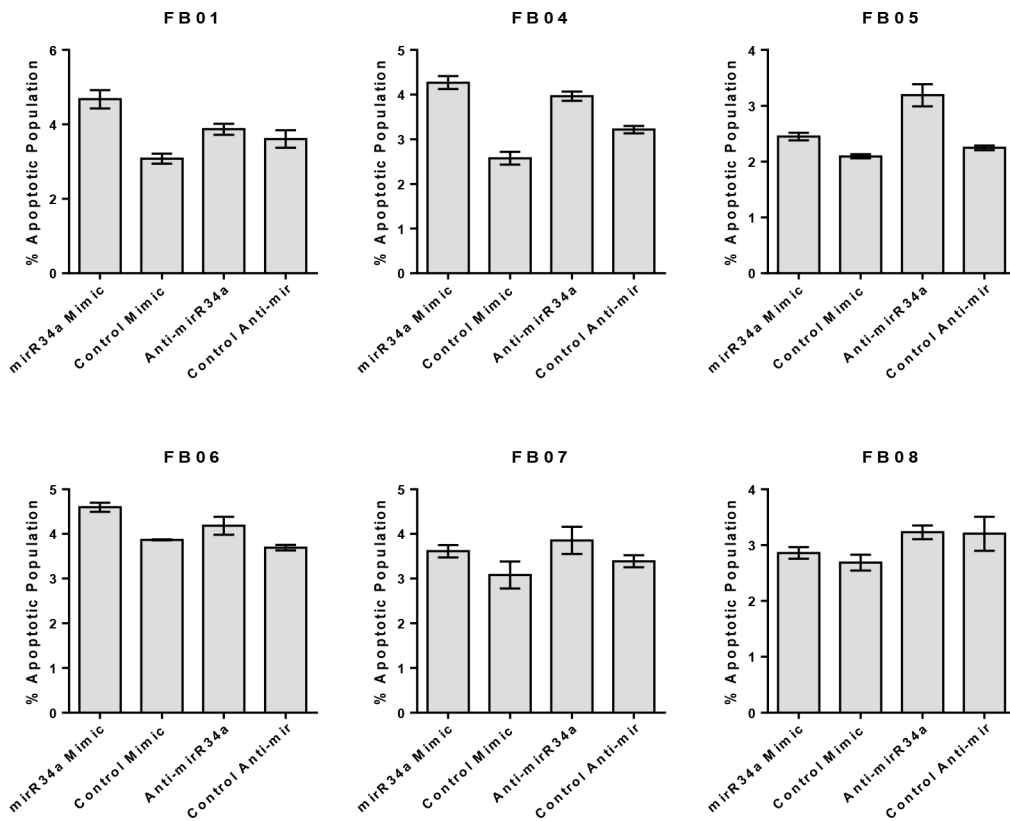 FB01
% Apoptotic Population
6
4
2
0
mirR34a Mimic
Control Mimic
Anti-mirR34a
Control Anti-mir
FB04
% Apoptotic Population
5
4
3
2
1
0
mirR34a Mimic
Control Mimic
Anti-mirR34a
Control Anti-mir
FB05
% Apoptotic Population
4
3
2
1
0
mirR34a Mimic
Control Mimic
Anti-mirR34a
Control Anti-mir
FB06
% Apoptotic Population
5
4
3
2
1
0
mirR34a Mimic
Control Mimic
Anti-mirR34a
Control Anti-mir
FB07
% Apoptotic Population
5
4
3
2
1
0
mirR34a Mimic
Control Mimic
Anti-mirR34a
Control Anti-mir
FB08
% Apoptotic Population
4
3
2
1
0
mirR34a Mimic
Control Mimic
Anti-mirR34a
Control Anti-mir